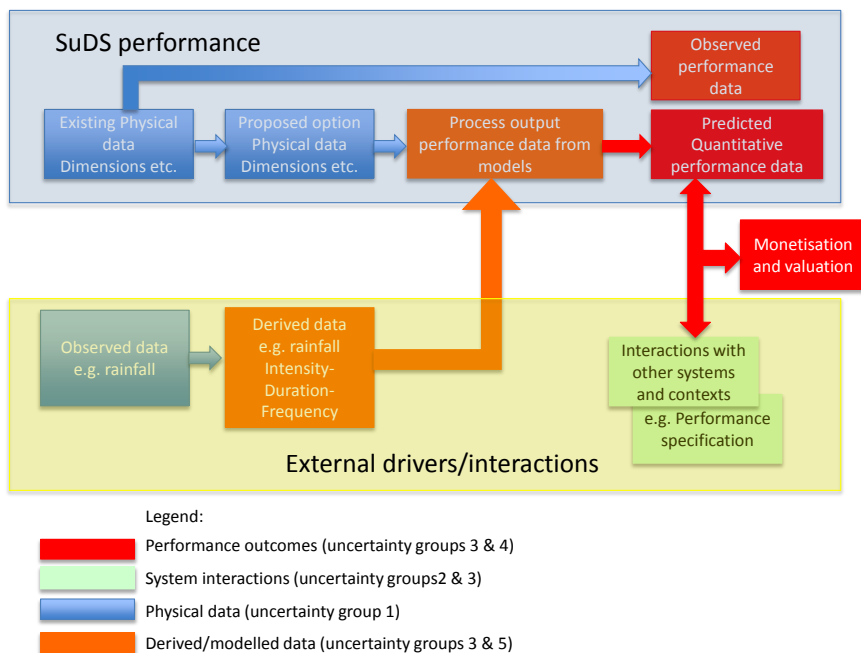 SuDS performance
Observed
performance
data
Existing Physical
data
Dimensions etc.
Proposed option
Physical data
Dimensions etc.
Process output
performance data from
models
Predicted
Quantitative
performance data
Monetisation
and valuation
Observed data
e.g. rainfall
Derived data
e.g. rainfall
Intensity-
Duration-
Frequency
Interactions with
other systems
and contexts
e.g. Performance
specification
External drivers/interactions
Legend:
Performance outcomes (uncertainty groups 3 & 4)
System interactions (uncertainty groups2 & 3)
Physical data (uncertainty group 1)
Derived/modelled data (uncertainty groups 3 & 5)